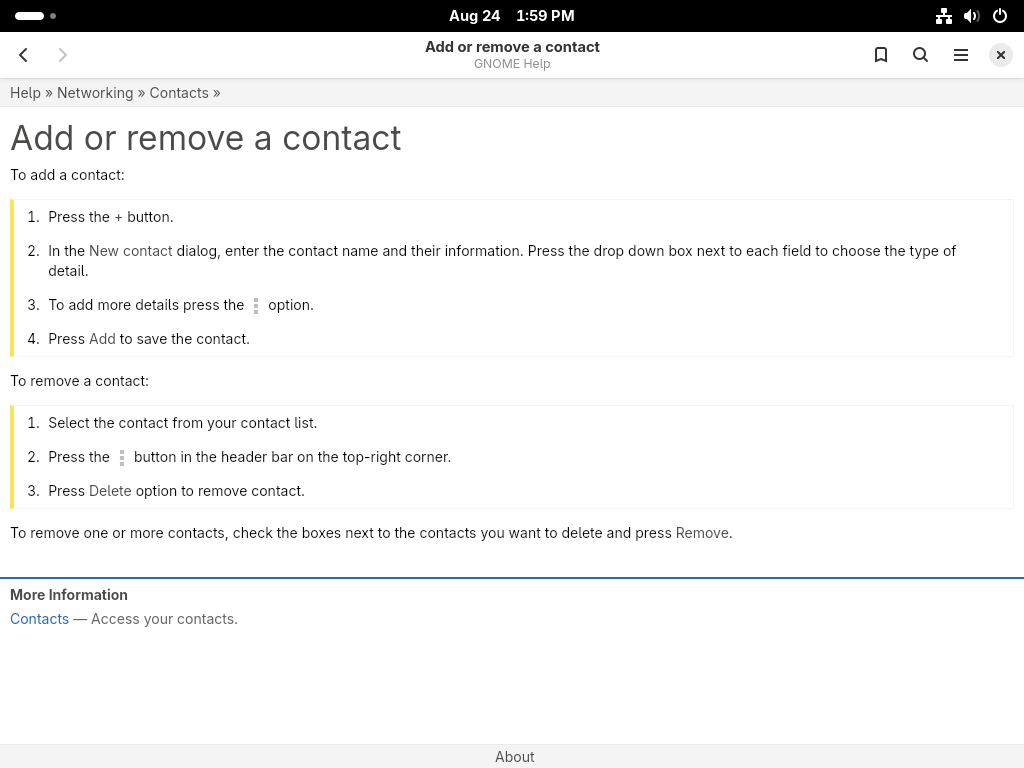 Aug 24 1:59 PM
Add or remove a contact
GNOME Help
Help » Networking » Contacts »
Add or remove a contact
To add a contact:
1. Press the + button.
2. In the New contact dialog, enter the contact name and their information. Press the drop down box next to each field to choose the type of
detail.
3. To add more details press the option.
4. Press Add to save the contact.
To remove a contact:
1. Select the contact from your contact list.
2. Press the button in the header bar on the top-right corner.
3. Press Delete option to remove contact.
To remove one or more contacts, check the boxes next to the contacts you want to delete and press Remove.
More Information
Contacts — Access your contacts.
About